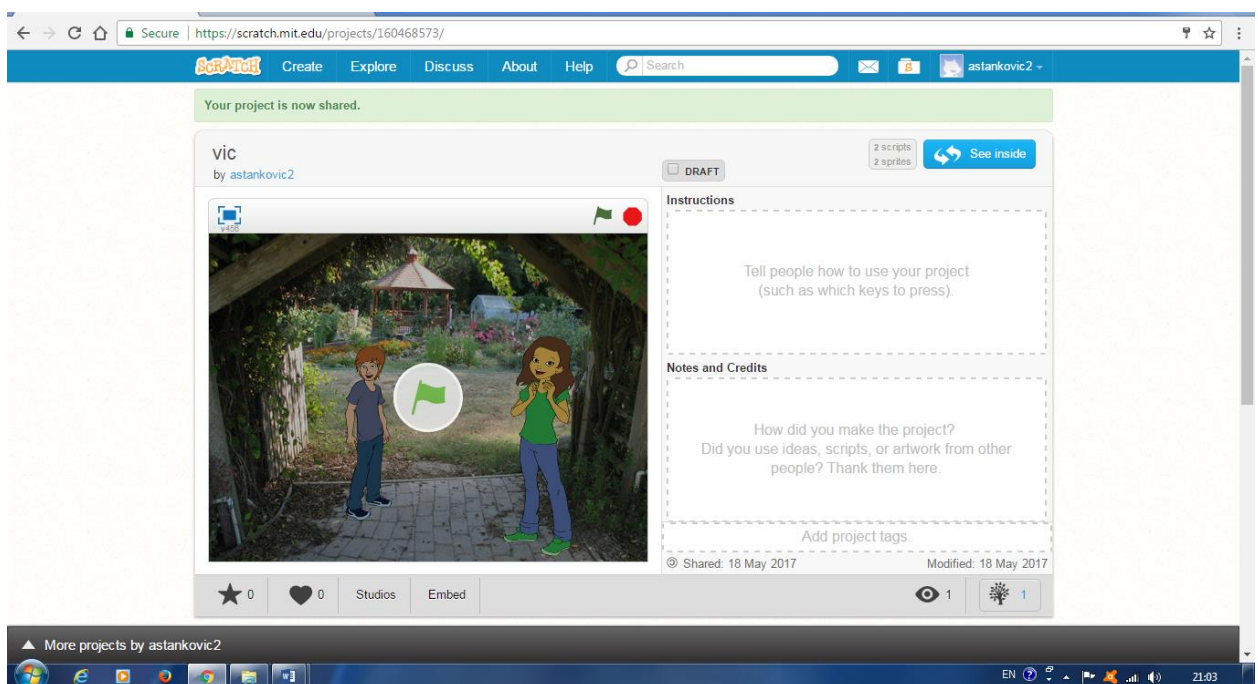 Secure | https://scratch.mit.edu/projects/160468573/
SCRATCH Create Explore Discuss About Help Search S astankovic2
Your project is now shared.
vic
by astankovic2
DRAFT
2 scripts
2 sprites
See inside
v456
Instructions
Tell people how to use your project
(such as which keys to press).
Notes and Credits
How did you make the project?
Did you use ideas, scripts, or artwork from other
people? Thank them here.
Add project tags.
Shared: 18 May 2017 Modified: 18 May 2017
0 0 Studios Embed 1 1
More projects by astankovic2
EN 21:03